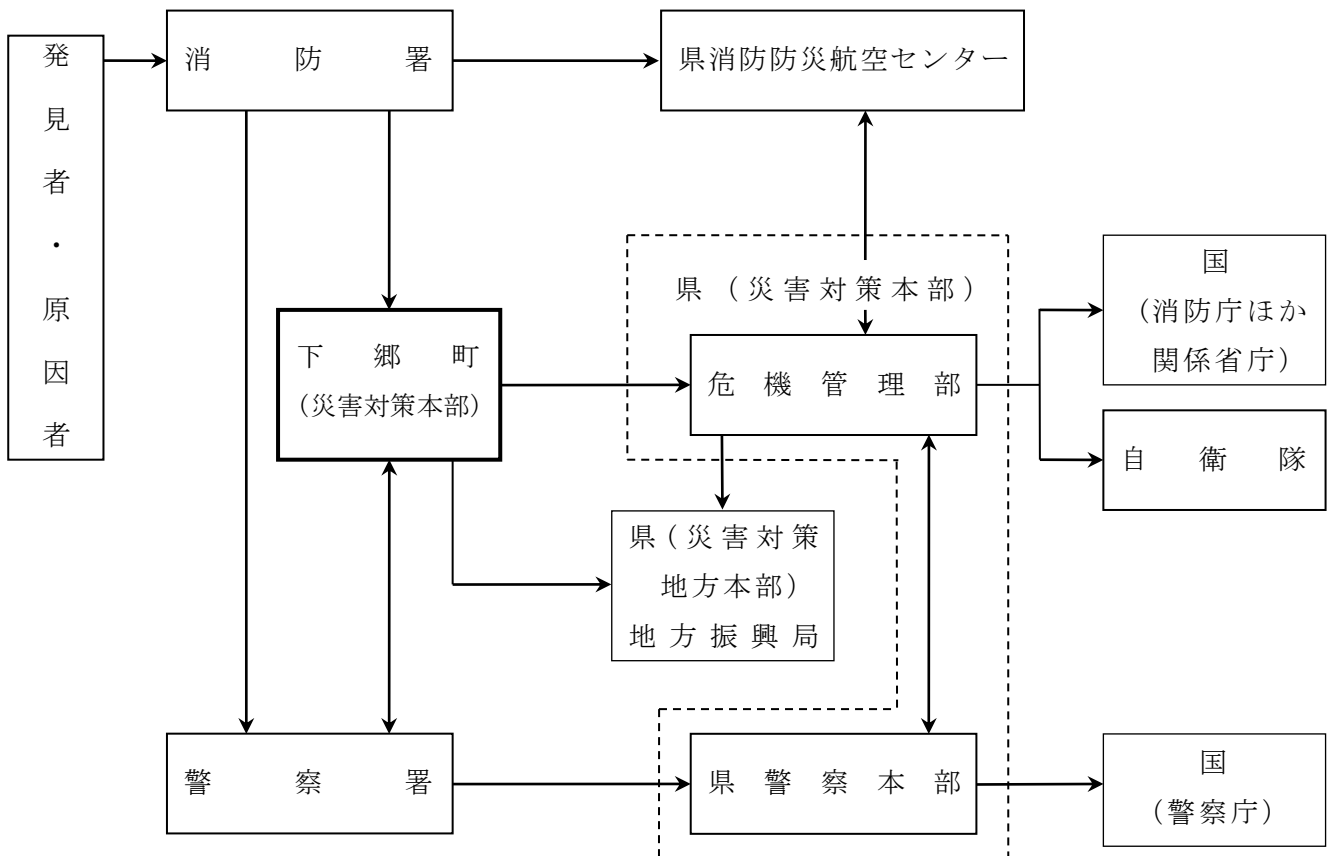 発見者・原因者
消防署
県消防防災航空センター
県（災害対策本部）
下郷町
（災害対策本部）
危機管理部
国
（消防庁ほか
関係省庁）
自衛隊
県（災害対策
地方本部）
地方振興局
警察署
県警察本部
国
（警察庁）